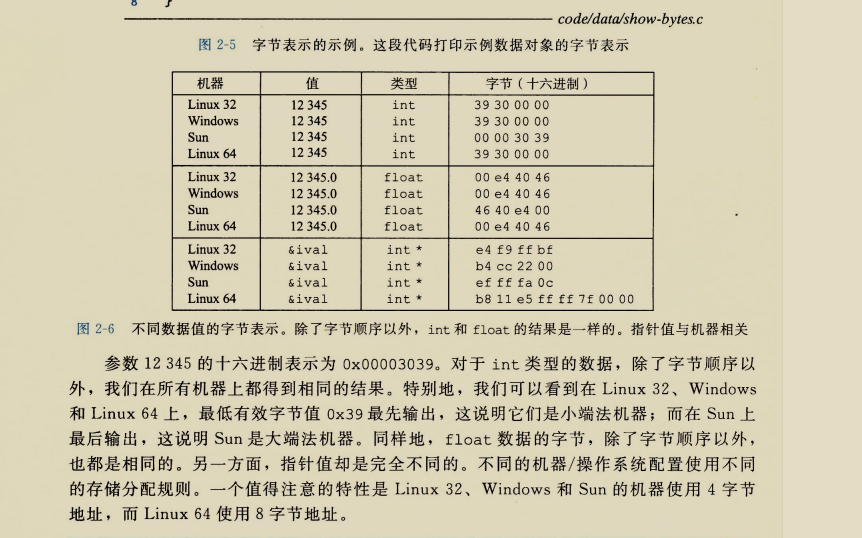 8 }
code/data/show-bytes.c
图 2-5 字节表示的示例。这段代码打印示例数据对象的字节表示
机器 值 类型 字节(十六进制)
Linux 32 12 345 int 39 30 00 00
Windows 12 345 int 39 30 00 00
Sun 12 345 int 00 00 30 39
Linux 64 12 345 int 39 30 00 00
Linux 32 12 345.0 float 00 e4 40 46
Windows 12 345.0 float 00 e4 40 46
Sun 12 345.0 float 46 40 e4 00
Linux 64 12 345.0 float 00 e4 40 46
Linux 32 &ival int * e4 f9 ff bf
Windows &ival int * b4 cc 22 00
Sun &ival int * ef ff fa 0c
Linux 64 &ival int * b8 11 e5 ff ff 7f 00 00
图 2-6 不同数据值的字节表示。除了字节顺序以外，int 和 float 的结果是一样的。指针值与机器相关
参数 12 345 的十六进制表示为 0x00003039。对于 int 类型的数据，除了字节顺序以
外，我们在所有机器上都得到相同的结果。特别地，我们可以看到在 Linux 32、Windows
和 Linux 64 上，最低有效字节值 0x39 最先输出，这说明它们是小端法机器；而在 Sun 上
最后输出，这说明 Sun 是大端法机器。同样地，float 数据的字节，除了字节顺序以外，
也都是相同的。另一方面，指针值却是完全不同的。不同的机器/操作系统配置使用不同
的存储分配规则。一个值得注意的特性是 Linux 32、Windows 和 Sun 的机器使用 4 字节
地址，而 Linux 64 使用 8 字节地址。